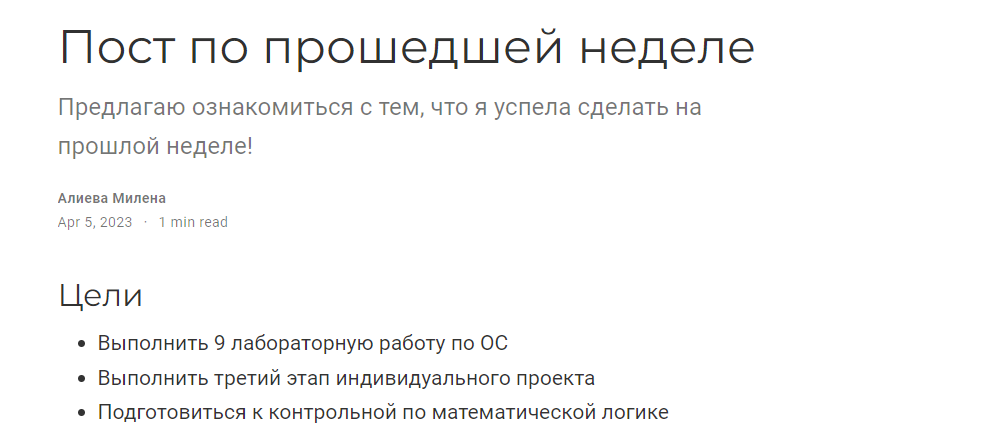 Пост по прошедшей неделе
Предлагаю ознакомиться с тем, что я успела сделать на
прошлой неделе!
Алиева Милена
Apr 5, 2023 · 1 min read
Цели
• Выполнить 9 лабораторную работу по ОС
• Выполнить третий этап индивидуального проекта
• Подготовиться к контрольной по математической логике